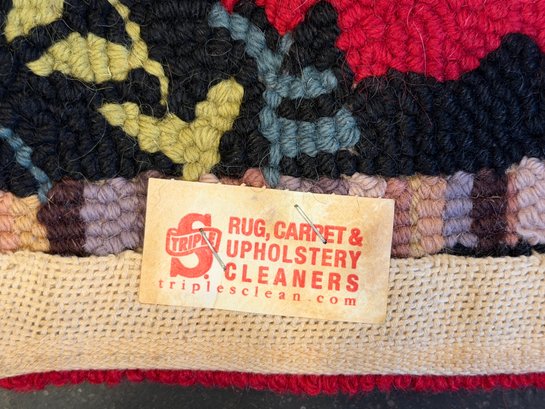 TRIPLE
S.
RUG, CARPET &
UPHOLSTERY
CLEANERS
triplesclean.com